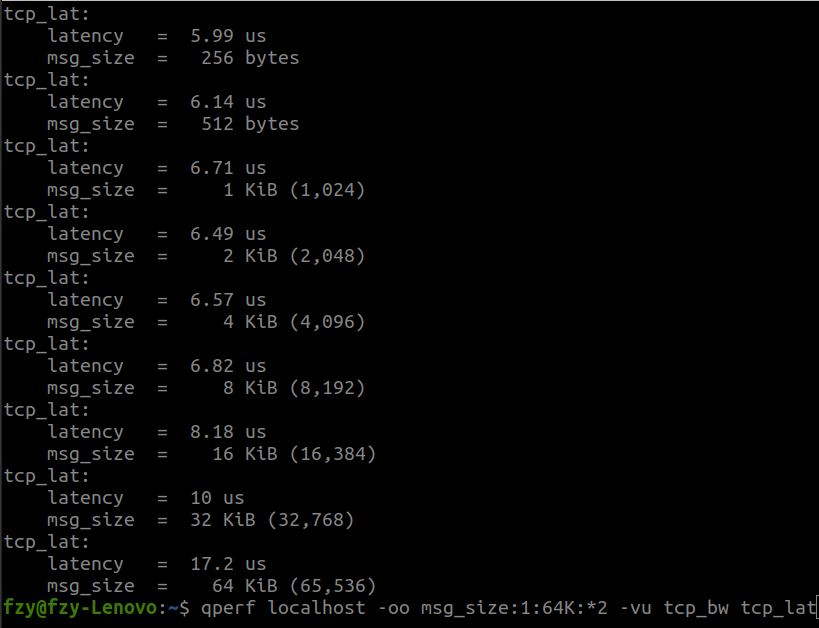 tcp_lat:
    latency   =  5.99 us
    msg_size  =   256 bytes
tcp_lat:
    latency   =  6.14 us
    msg_size  =   512 bytes
tcp_lat:
    latency   =  6.71 us
    msg_size  =     1 KiB (1,024)
tcp_lat:
    latency   =  6.49 us
    msg_size  =     2 KiB (2,048)
tcp_lat:
    latency   =  6.57 us
    msg_size  =     4 KiB (4,096)
tcp_lat:
    latency   =  6.82 us
    msg_size  =     8 KiB (8,192)
tcp_lat:
    latency   =  8.18 us
    msg_size  =    16 KiB (16,384)
tcp_lat:
    latency   =  10 us
    msg_size  =  32 KiB (32,768)
tcp_lat:
    latency   =  17.2 us
    msg_size  =    64 KiB (65,536)
fzy@fzy-Lenovo:~$ qperf localhost -oo msg_size:1:64K:*2 -vu tcp_bw tcp_lat